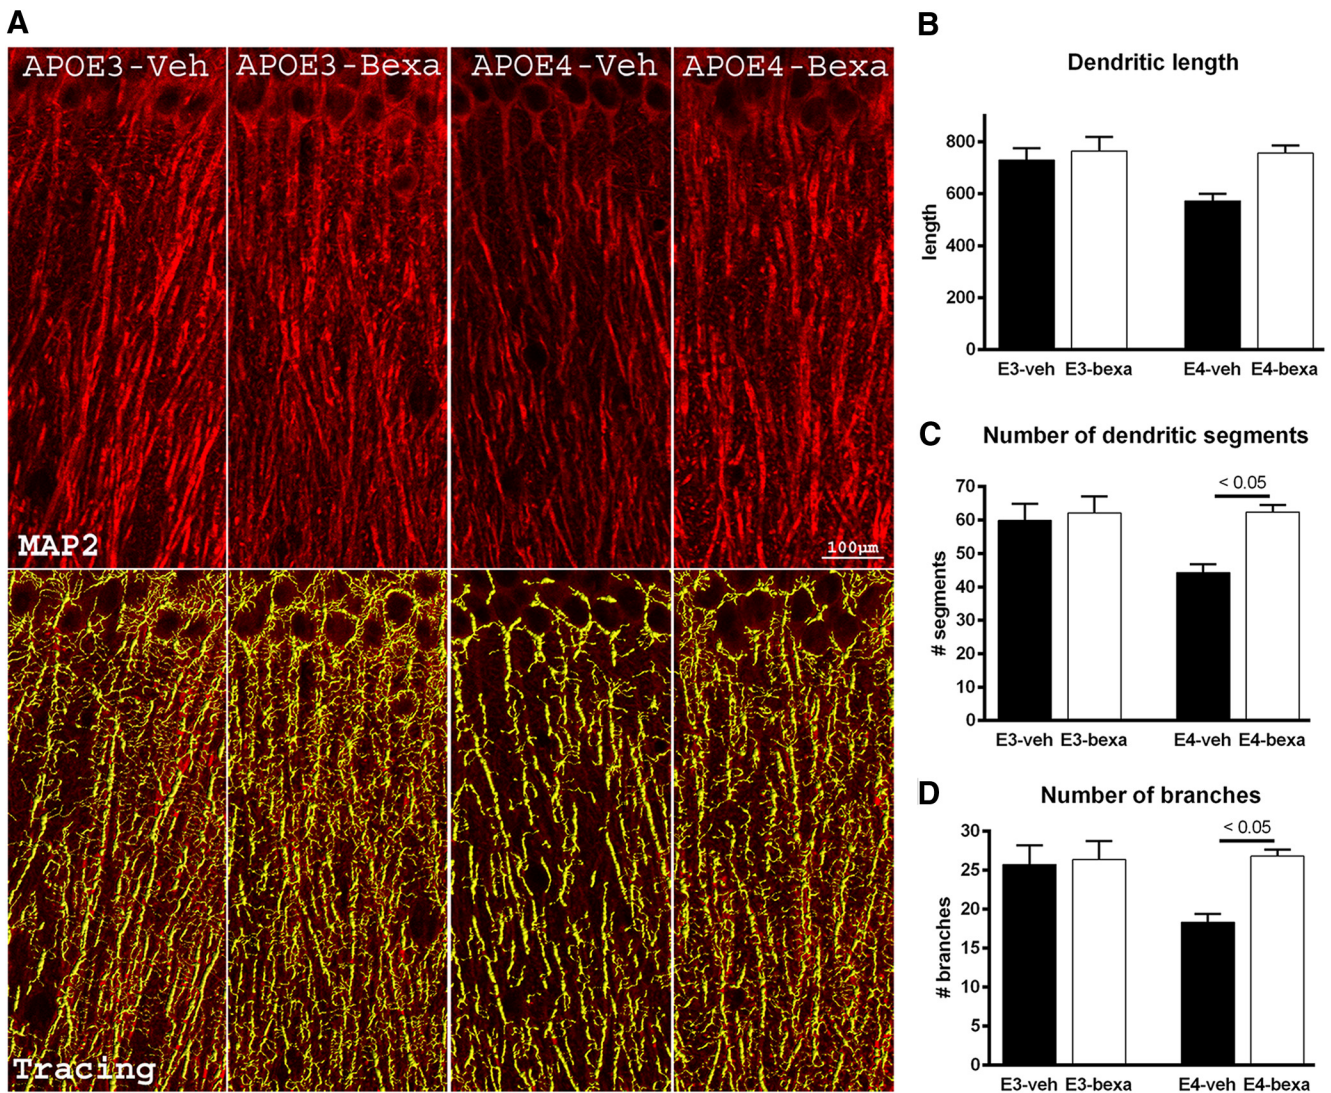 A
APOE3-Veh
APOE3-Bexa
APOE4-Veh
APOE4-Bexa
MAP2
100µm
Tracing
B
Dendritic length
length
800
600
400
200
0
E3-veh E3-bexa E4-veh E4-bexa
C
Number of dendritic segments
# segments
70
60
50
40
30
20
10
0
< 0.05
E3-veh E3-bexa E4-veh E4-bexa
D
Number of branches
# branches
30
25
20
15
10
5
0
< 0.05
E3-veh E3-bexa E4-veh E4-bexa